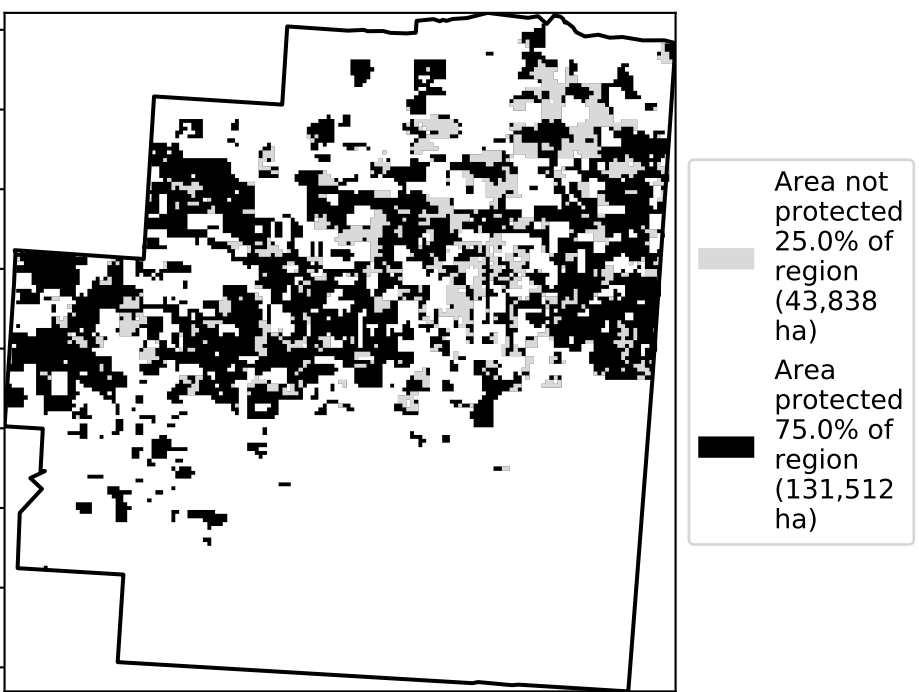 Area not
protected
25.0% of
region
(43,838
ha)
Area
protected
75.0% of
region
(131,512
ha)